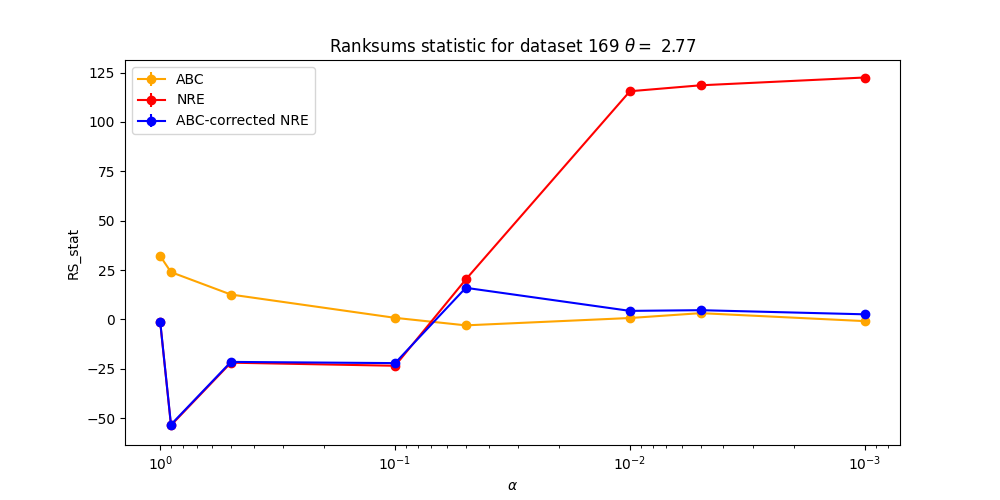 Ranksums statistic for dataset 169 θ = 2.77
ABC
NRE
ABC-corrected NRE
RS_stat
125
100
75
50
25
0
−25
−50
10⁰
10⁻¹
10⁻²
10⁻³
α